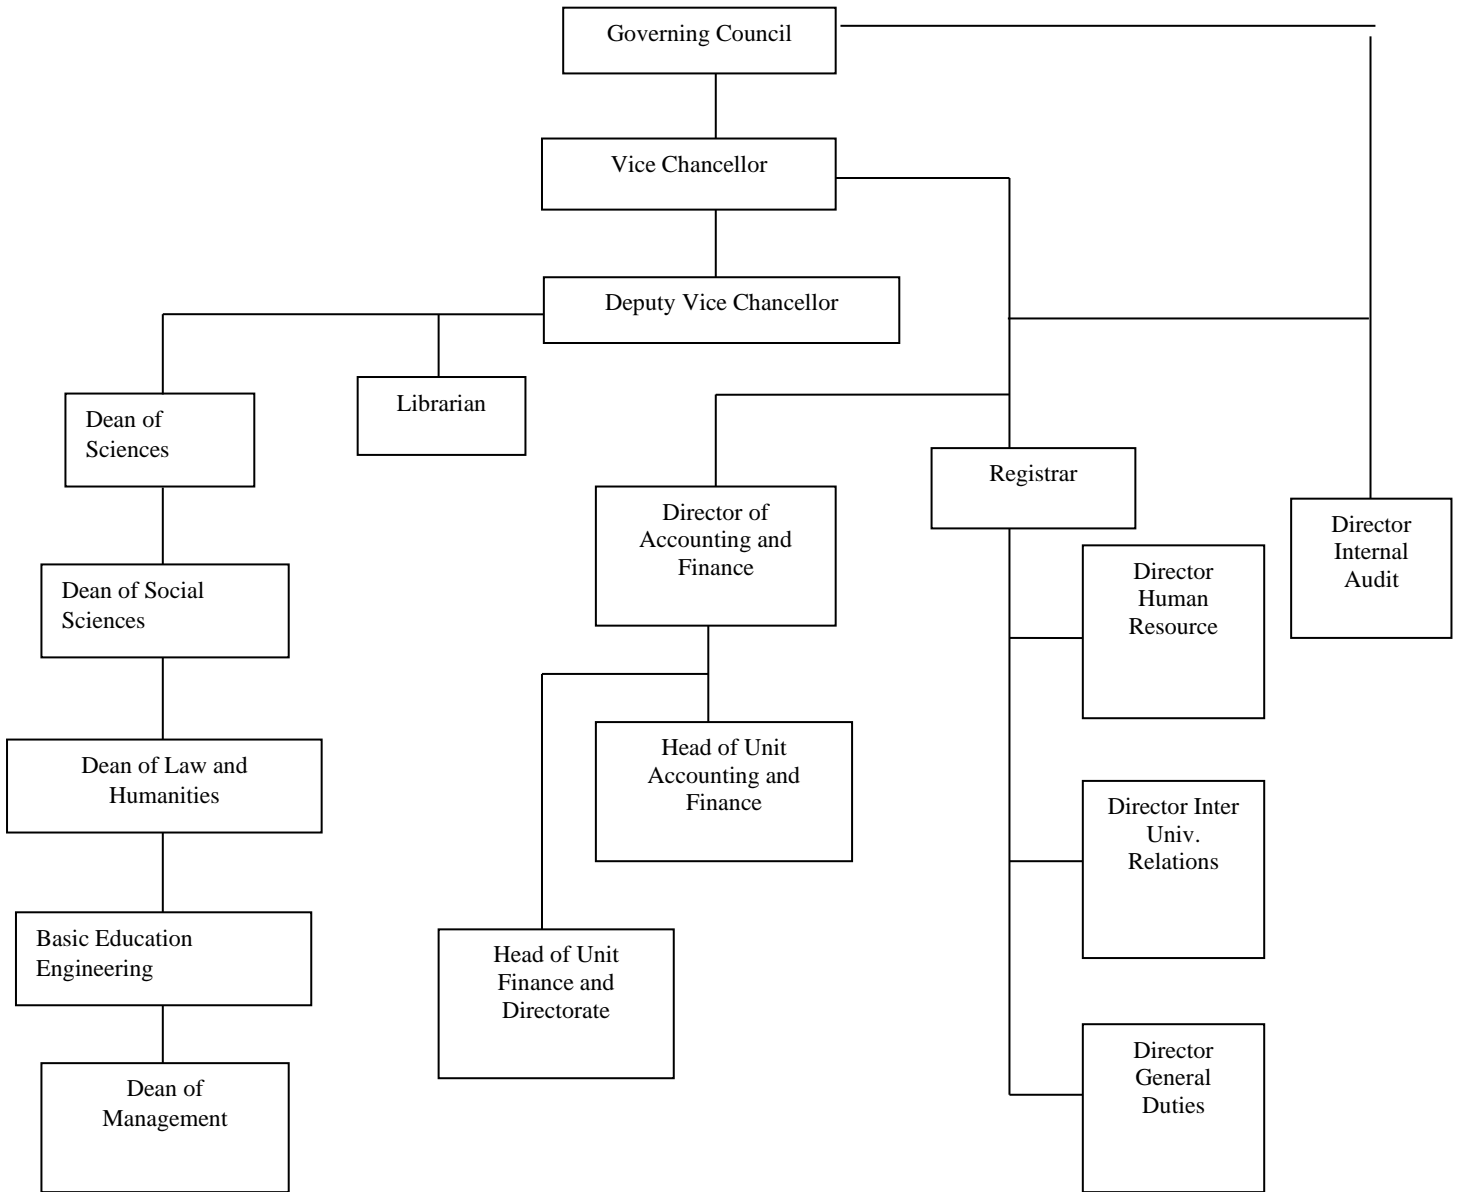 Governing Council
Vice Chancellor
Deputy Vice Chancellor
Librarian
Dean of
Sciences
Registrar
Director of
Accounting and
Finance
Director
Internal
Audit
Director
Human
Resource
Dean of Social
Sciences
Head of Unit
Accounting and
Finance
Dean of Law and
Humanities
Director Inter
Univ.
Relations
Basic Education
Engineering
Head of Unit
Finance and
Directorate
Director
General
Duties
Dean of
Management